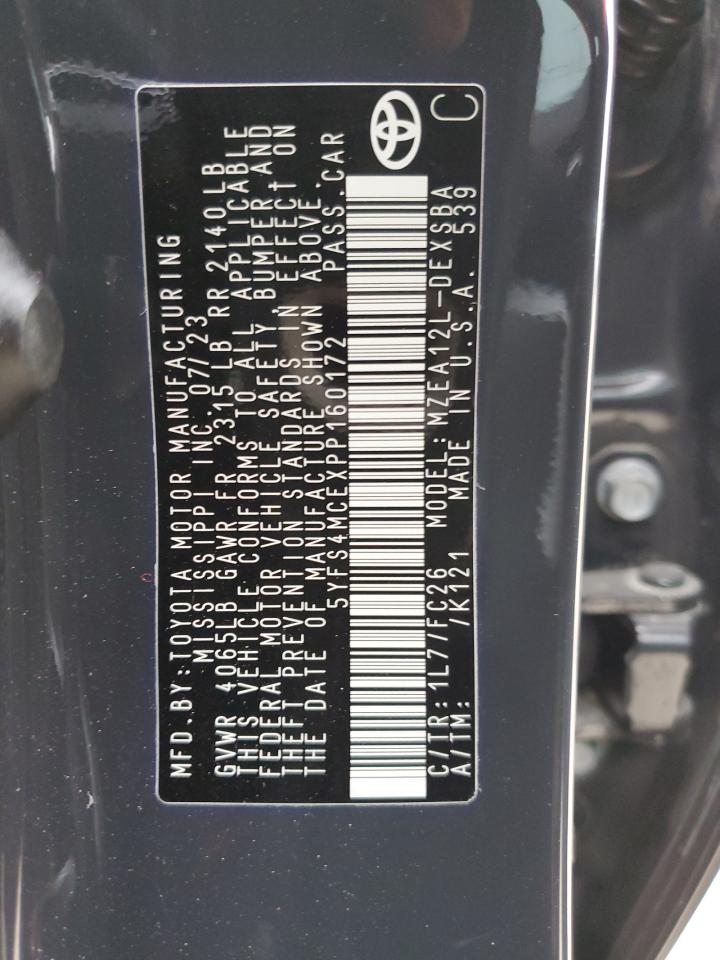 MFD.BY:TOYOTA MOTOR MANUFACTURING
MISSISSIPPI INC. 07/23
GVWR 4065LB GAWR FR 2315 LB RR 2140 LB
THIS VEHICLE CONFORMS TO ALL APPLICABLE
FEDERAL MOTOR VEHICLE SAFETY, BUMPER,AND
THEFT PREVENTION STANDARDS IN EFFECT ON
THE DATE OF MANUFACTURE SHOWN ABOVE.
5YFS4MCEXPP160172 PASS.CAR
C/TR:1L7/FC26 MODEL:MZEA12L-DEXSBA
A/TM: /K121 MADE IN U.S.A. 539
C